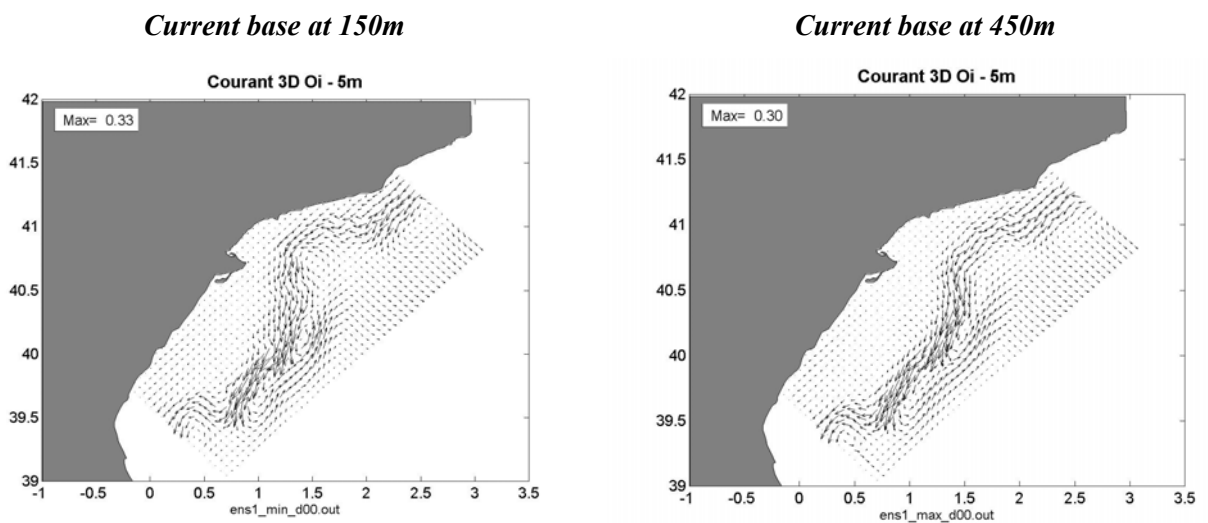 Current base at 150m
Courant 3D Oi - 5m
Max= 0.33
42
41.5
41
40.5
40
39.5
39
-1 -0.5 0 0.5 1 1.5 2 2.5 3 3.5
ens1_min_d00.out
Current base at 450m
Courant 3D Oi - 5m
Max= 0.30
42
41.5
41
40.5
40
39.5
39
-1 -0.5 0 0.5 1 1.5 2 2.5 3 3.5
ens1_max_d00.out